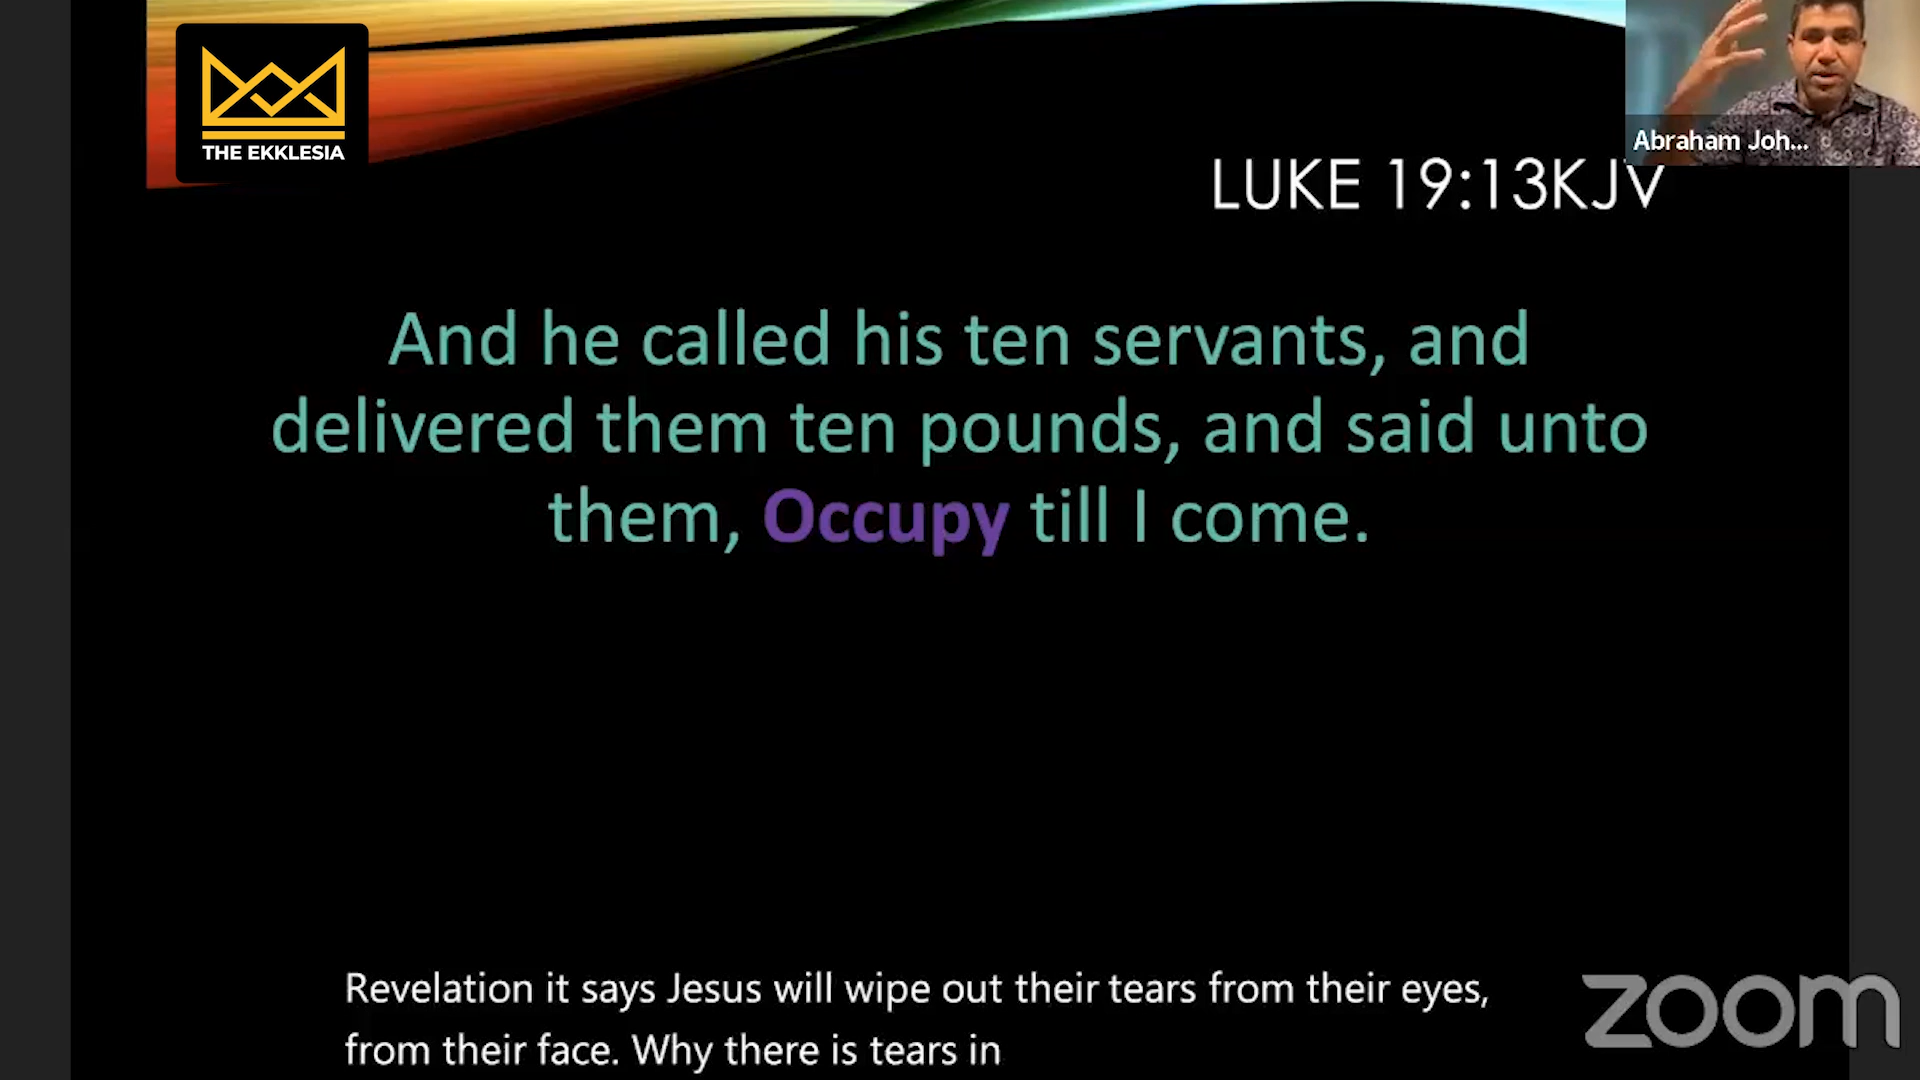 THE EKKLESIA
Abraham Joh...
LUKE 19:13KJV
And he called his ten servants, and
delivered them ten pounds, and said unto
them, Occupy till I come.
Revelation it says Jesus will wipe out their tears from their eyes,
from their face. Why there is tears in
zoom